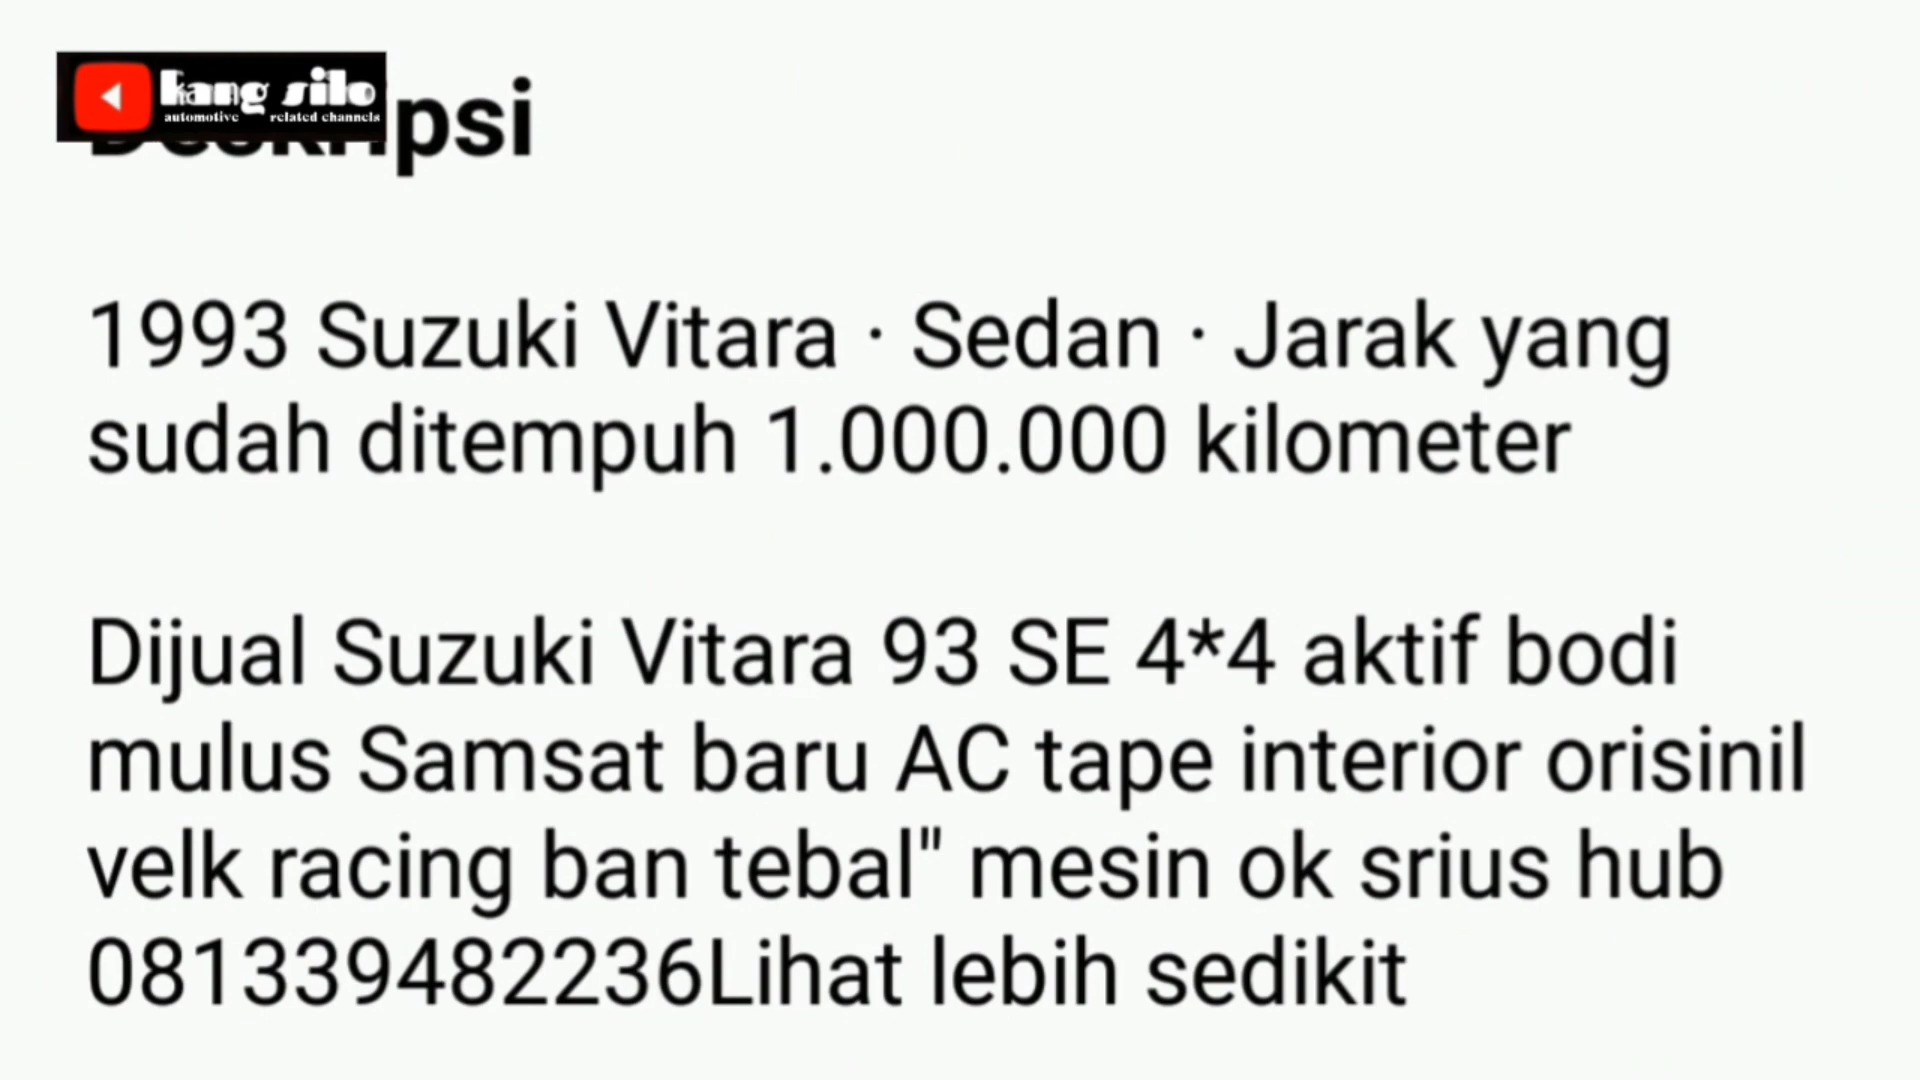 kang silo
automotive related channels
Deskripsi
1993 Suzuki Vitara · Sedan · Jarak yang
sudah ditempuh 1.000.000 kilometer
Dijual Suzuki Vitara 93 SE 4*4 aktif bodi
mulus Samsat baru AC tape interior orisinil
velk racing ban tebal" mesin ok srius hub
081339482236Lihat lebih sedikit